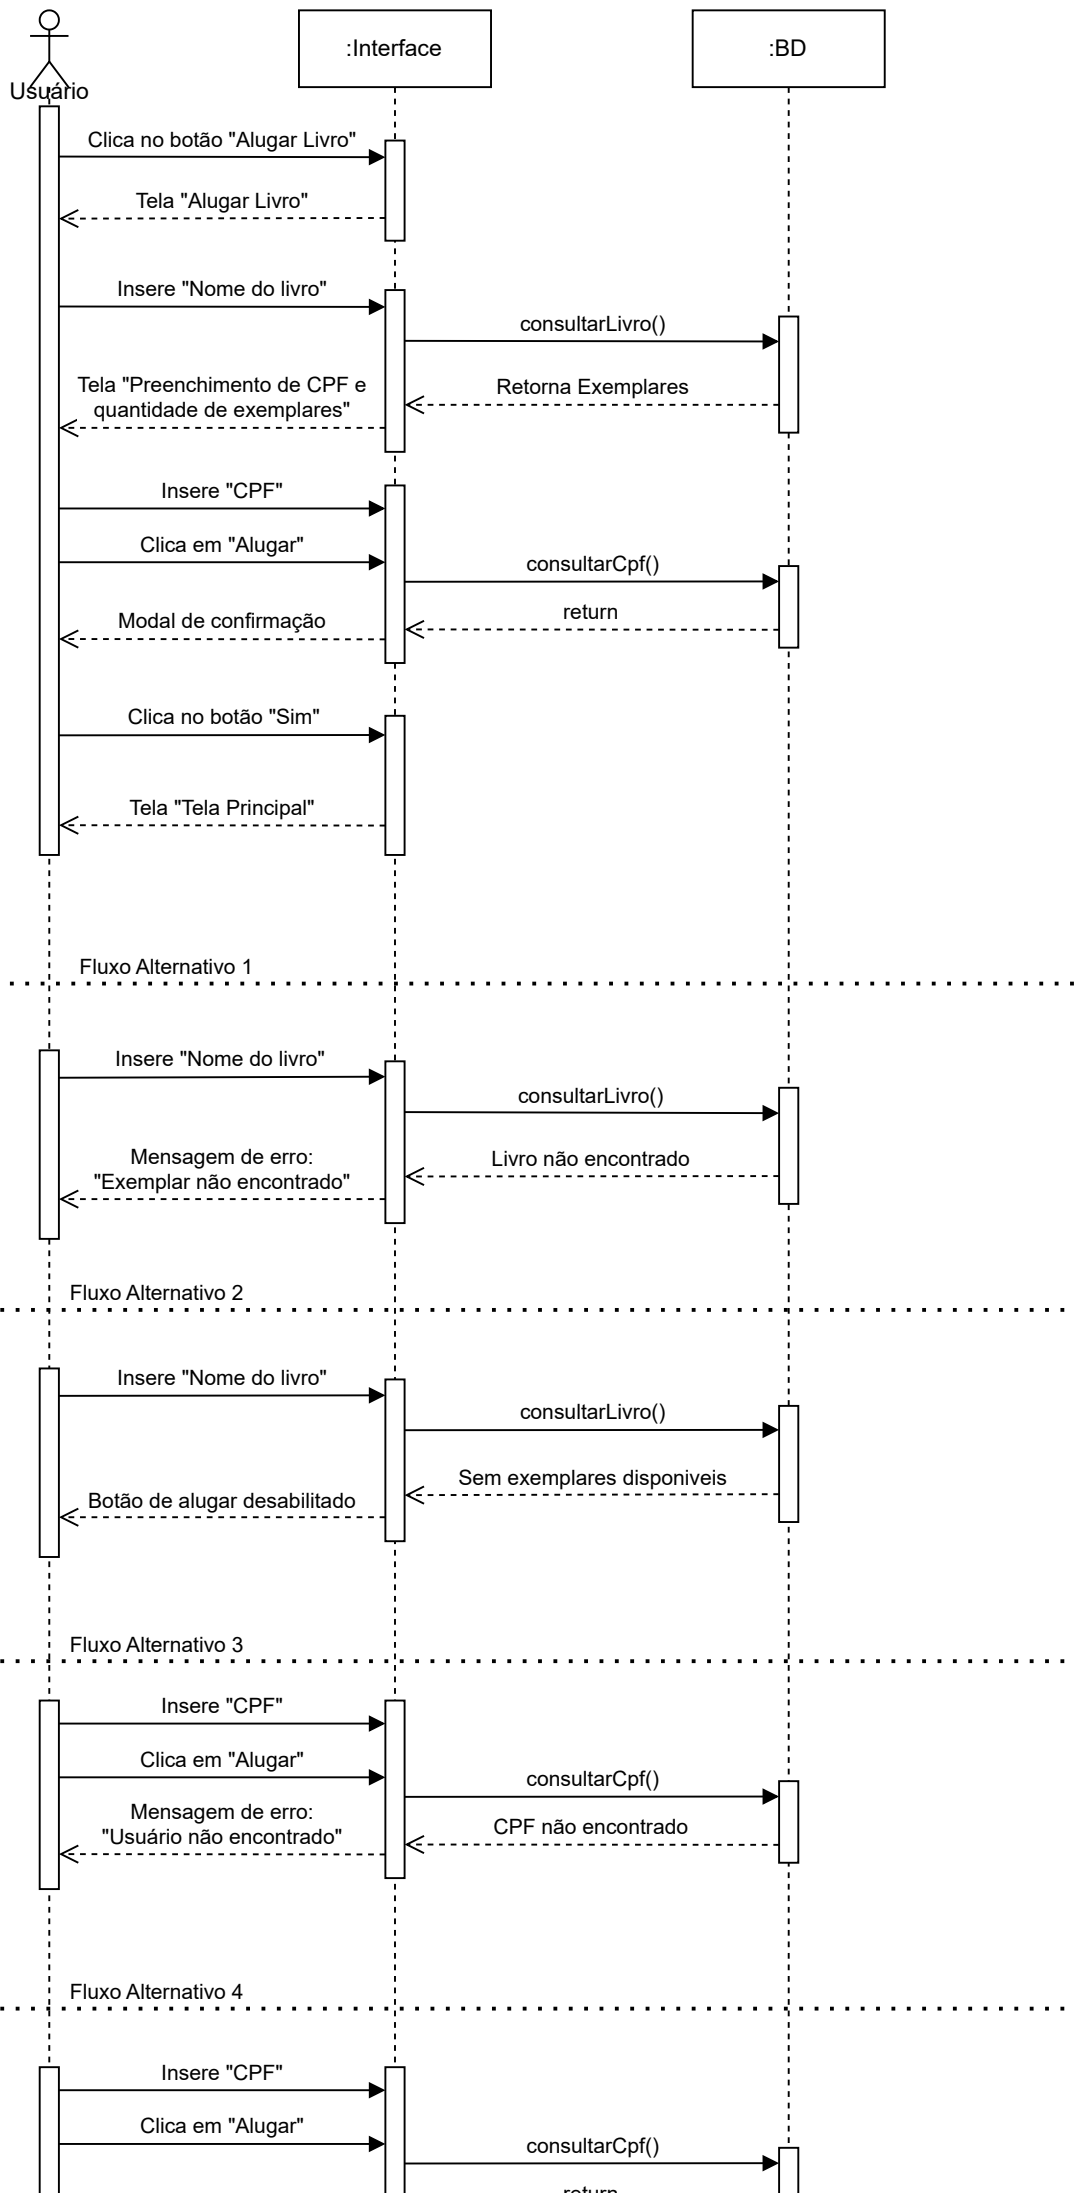 Usuário
:Interface
:BD
Clica no botão "Alugar Livro"
Tela "Alugar Livro"
Insere "Nome do livro"
consultarLivro()
Tela "Preenchimento de CPF e
quantidade de exemplares"
Retorna Exemplares
Insere "CPF"
Clica em "Alugar"
consultarCpf()
return
Modal de confirmação
Clica no botão "Sim"
Tela "Tela Principal"
Fluxo Alternativo 1
Insere "Nome do livro"
consultarLivro()
Mensagem de erro:
"Exemplar não encontrado"
Livro não encontrado
Fluxo Alternativo 2
Insere "Nome do livro"
consultarLivro()
Sem exemplares disponiveis
Botão de alugar desabilitado
Fluxo Alternativo 3
Insere "CPF"
Clica em "Alugar"
consultarCpf()
Mensagem de erro:
"Usuário não encontrado"
CPF não encontrado
Fluxo Alternativo 4
Insere "CPF"
Clica em "Alugar"
consultarCpf()
return